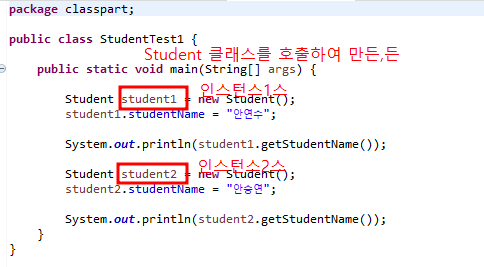 package classpart;
public class StudentTest1 {
Student 클래스를 호출하여 만든,든
public static void main(String[] args) {
인스턴스1스
Student student1 = new Student();
student1.studentName = "안연수";
System.out.println(student1.getStudentName());
인스턴스2스
Student student2 = new Student();
student2.studentName = "안승연";
System.out.println(student2.getStudentName());
}
}